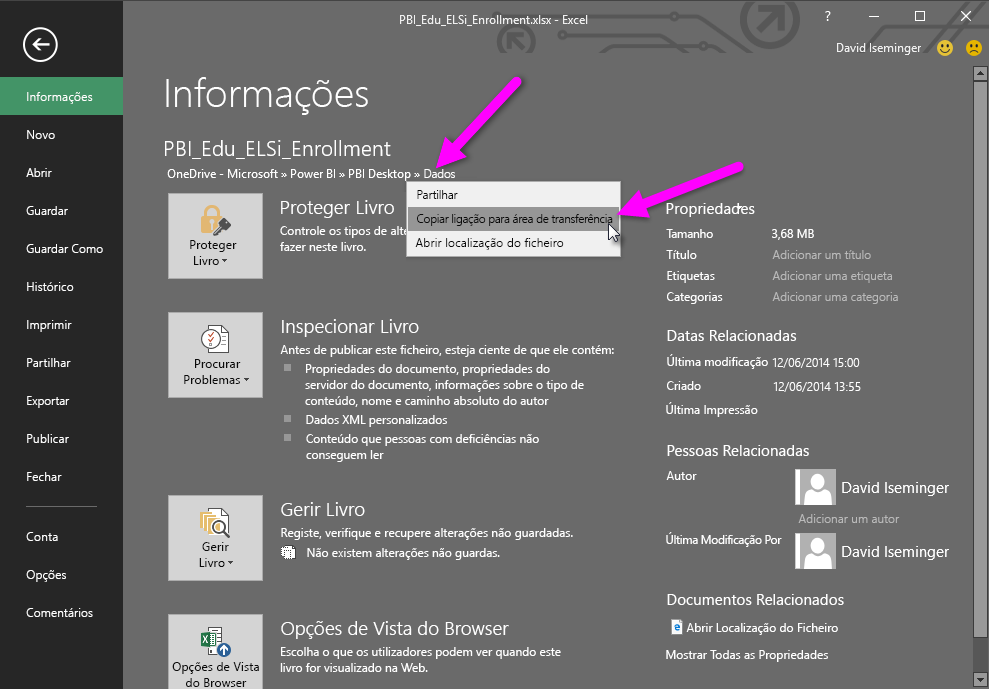 PBI_Edu_ELSi_Enrollment.xlsx - Excel
?
David Iseminger
Informações
Novo
Abrir
Guardar
Guardar Como
Histórico
Imprimir
Partilhar
Exportar
Publicar
Fechar
Conta
Opções
Comentários
Informações
PBI_Edu_ELSi_Enrollment
OneDrive - Microsoft » Power BI » PBI Desktop » Dados
Partilhar
Copiar ligação para área de transferência
Abrir localização do ficheiro
Proteger
Livro
Proteger Livro
Controle os tipos de alte
fazer neste livro.
Procurar
Problemas
Inspecionar Livro
Antes de publicar este ficheiro, esteja ciente de que ele contém:
Propriedades do documento, propriedades do
servidor do documento, informações sobre o tipo de
conteúdo, nome e caminho absoluto do autor
Dados XML personalizados
Conteúdo que pessoas com deficiências não
conseguem ler
Gerir
Livro
Gerir Livro
Registe, verifique e recupere alterações não guardadas.
Não existem alterações não guardas.
Opções de Vista
do Browser
Opções de Vista do Browser
Escolha o que os utilizadores podem ver quando este
livro for visualizado na Web.
Propriedades
Tamanho 3,68 MB
Título Adicionar um título
Etiquetas Adicionar uma etiqueta
Categorias Adicionar uma categoria
Datas Relacionadas
Última modificação 12/06/2014 15:00
Criado 12/06/2014 13:55
Última Impressão
Pessoas Relacionadas
Autor
David Iseminger
Adicionar um autor
Última Modificação Por
David Iseminger
Documentos Relacionados
Abrir Localização do Ficheiro
Mostrar Todas as Propriedades